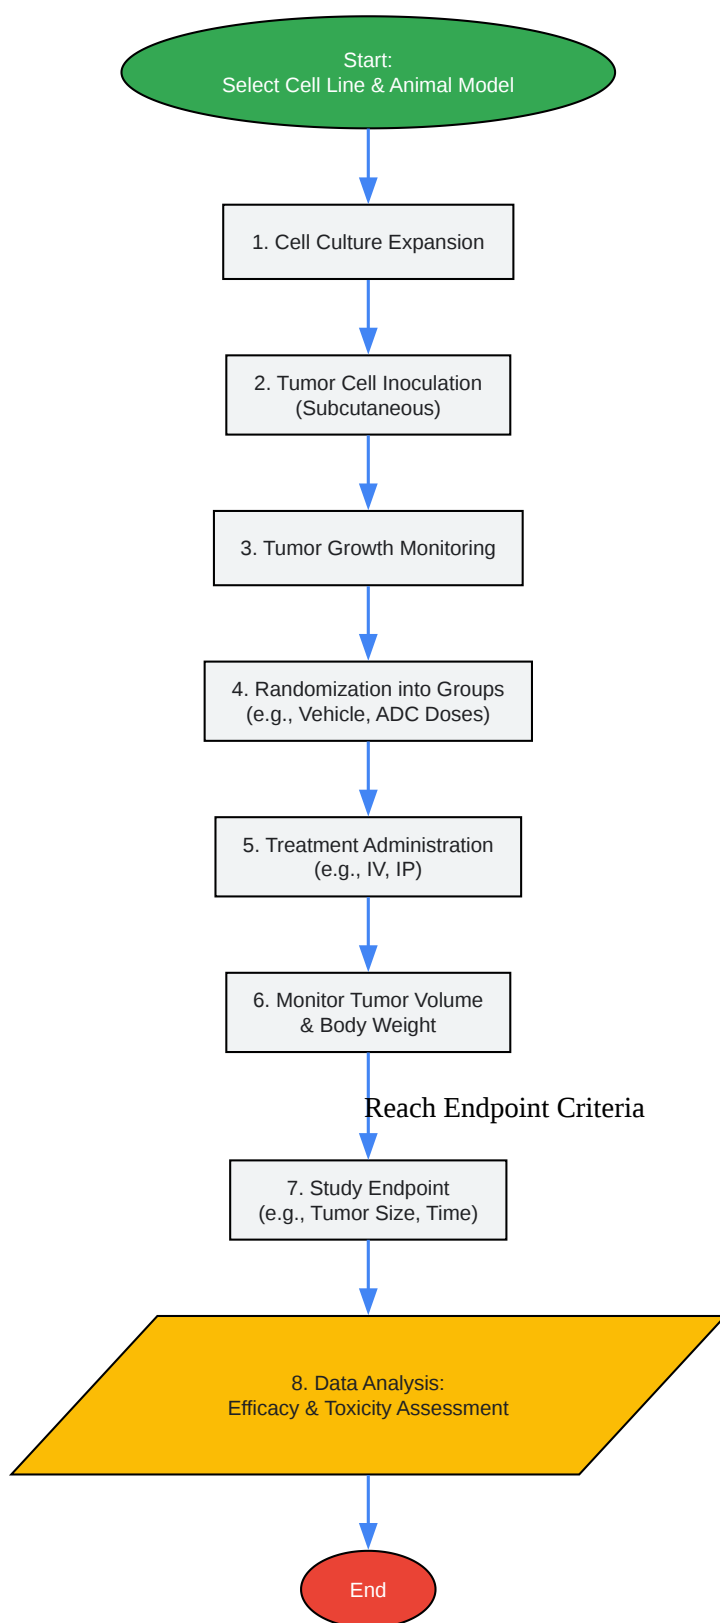 Start:
Select Cell Line & Animal Model
1. Cell Culture Expansion
2. Tumor Cell Inoculation
(Subcutaneous)
3. Tumor Growth Monitoring
4. Randomization into Groups
(e.g., Vehicle, ADC Doses)
5. Treatment Administration
(e.g., IV, IP)
6. Monitor Tumor Volume
& Body Weight
Reach Endpoint Criteria
7. Study Endpoint
(e.g., Tumor Size, Time)
8. Data Analysis:
Efficacy & Toxicity Assessment
End